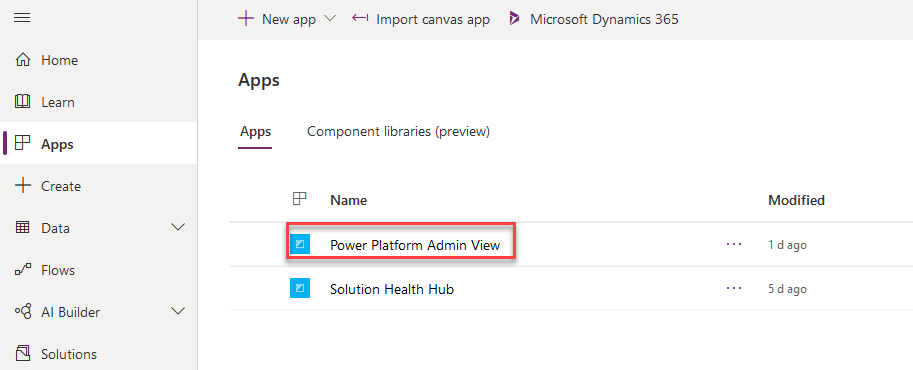 New app Import canvas app Microsoft Dynamics 365
Home
Learn
Apps
Create
Data
Flows
AI Builder
Solutions
Apps
Apps Component libraries (preview)
Name Modified
Power Platform Admin View ··· 1 d ago
Solution Health Hub ··· 5 d ago